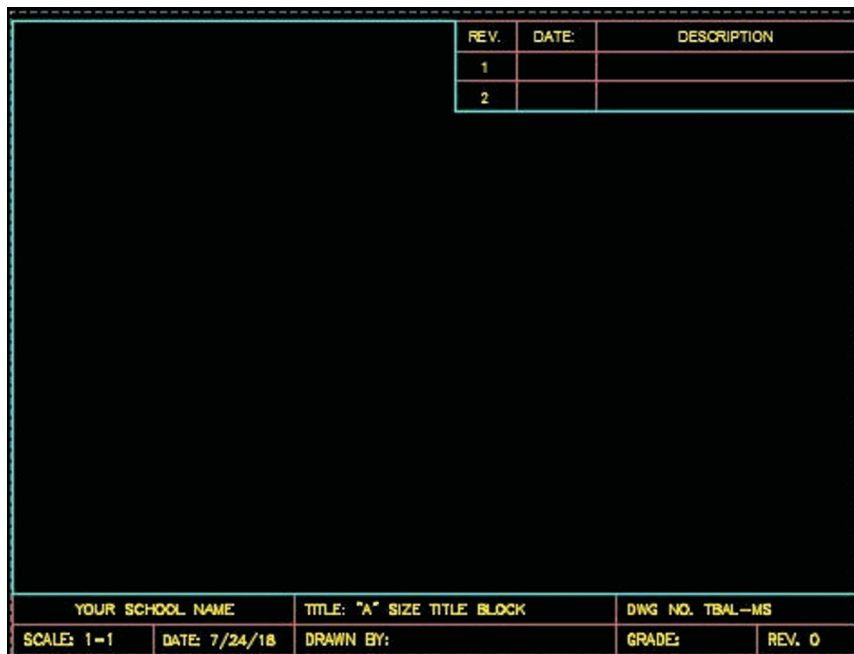 REV. DATE: DESCRIPTION
1
2
YOUR SCHOOL NAME TITLE: "A" SIZE TITLE BLOCK DWG NO. TBAL-MS
SCALE: 1-1 DATE: 7/24/18 DRAWN BY: GRADE: REV. 0